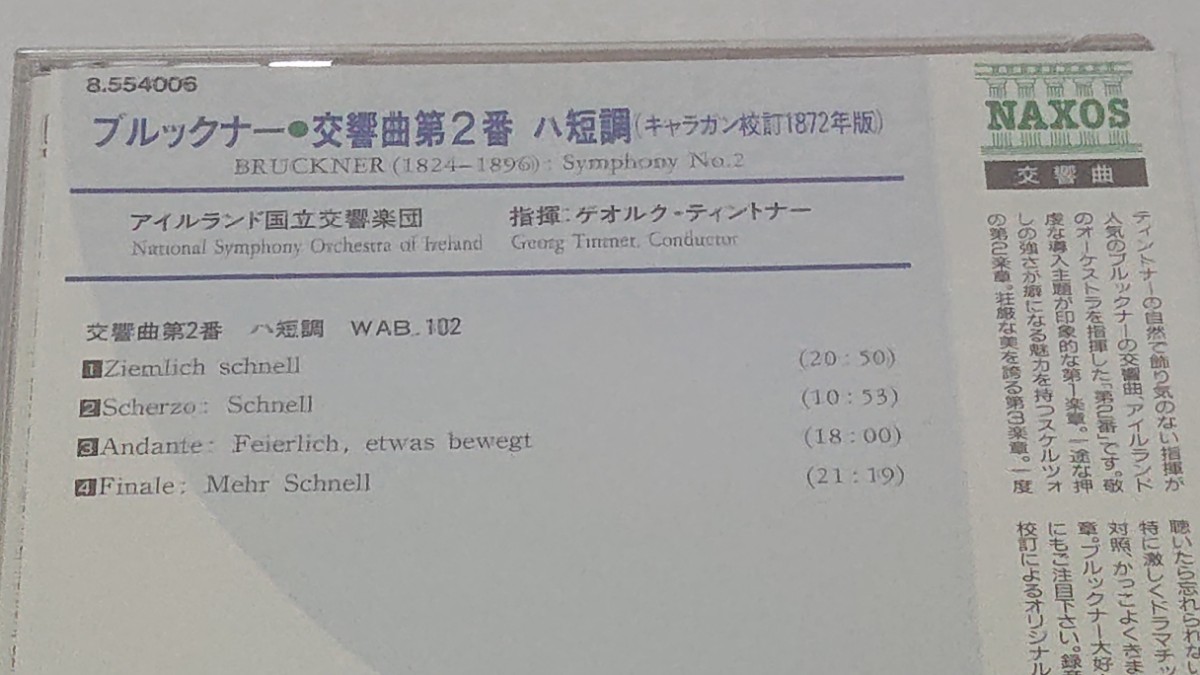 8.554006
ブルックナー●交響曲第2番 ハ短調(キャラガン校訂1872年版)
BRUCKNER (1824–1896) : Symphony No.2
アイルランド国立交響楽団 指揮:ゲオルク・ティントナー
National Symphony Orchestra of Ireland Georg Tintner, Conductor
交響曲第2番 ハ短調 WAB. 102
1 Ziemlich schnell (20 : 50)
2 Scherzo: Schnell (10 : 53)
3 Andante: Feierlich, etwas bewegt (18 : 00)
4 Finale: Mehr Schnell (21 : 19)
NAXOS
交響曲
ティントナーの自然で飾り気のない指揮が
人気のブルックナーの交響曲、アイルランド
のオーケストラを指揮した「第2番」です。敬
虔な導入主題が印象的な第1楽章。一途な押
しの強さが癖になる魅力を持つスケルツォ
の第2楽章。荘厳な美を誇る第3楽章。一度
聴いたら忘れられない
特に激しくドラマチッ
対照、かっこよくきま
章。ブルックナー大好
にもご注目下さい。録音
校訂によるオリジナル